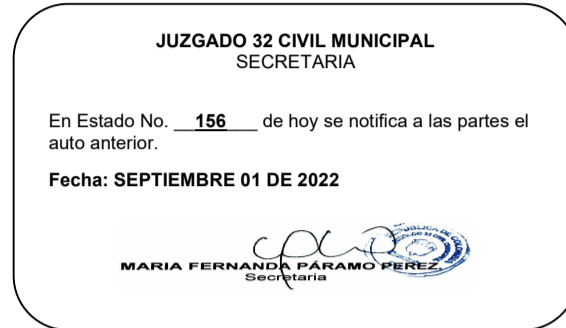 JUZGADO 32 CIVIL MUNICIPAL
SECRETARIA
En Estado No. 156 de hoy se notifica a las partes el
auto anterior.
Fecha: SEPTIEMBRE 01 DE 2022
MARIA FERNANDA PÁRAMO PEREZ
Secretaria